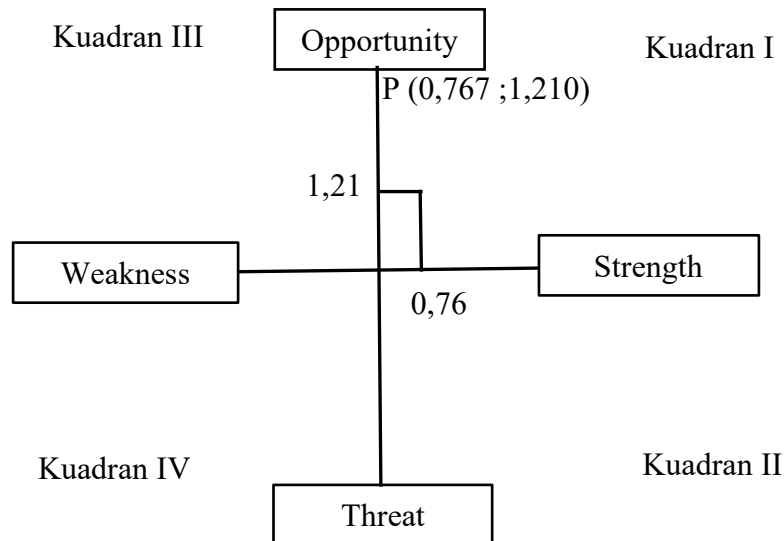 Kuadran III
Opportunity
Kuadran I
P (0,767 ;1,210)
1,21
Weakness
Strength
0,76
Kuadran IV
Kuadran II
Threat